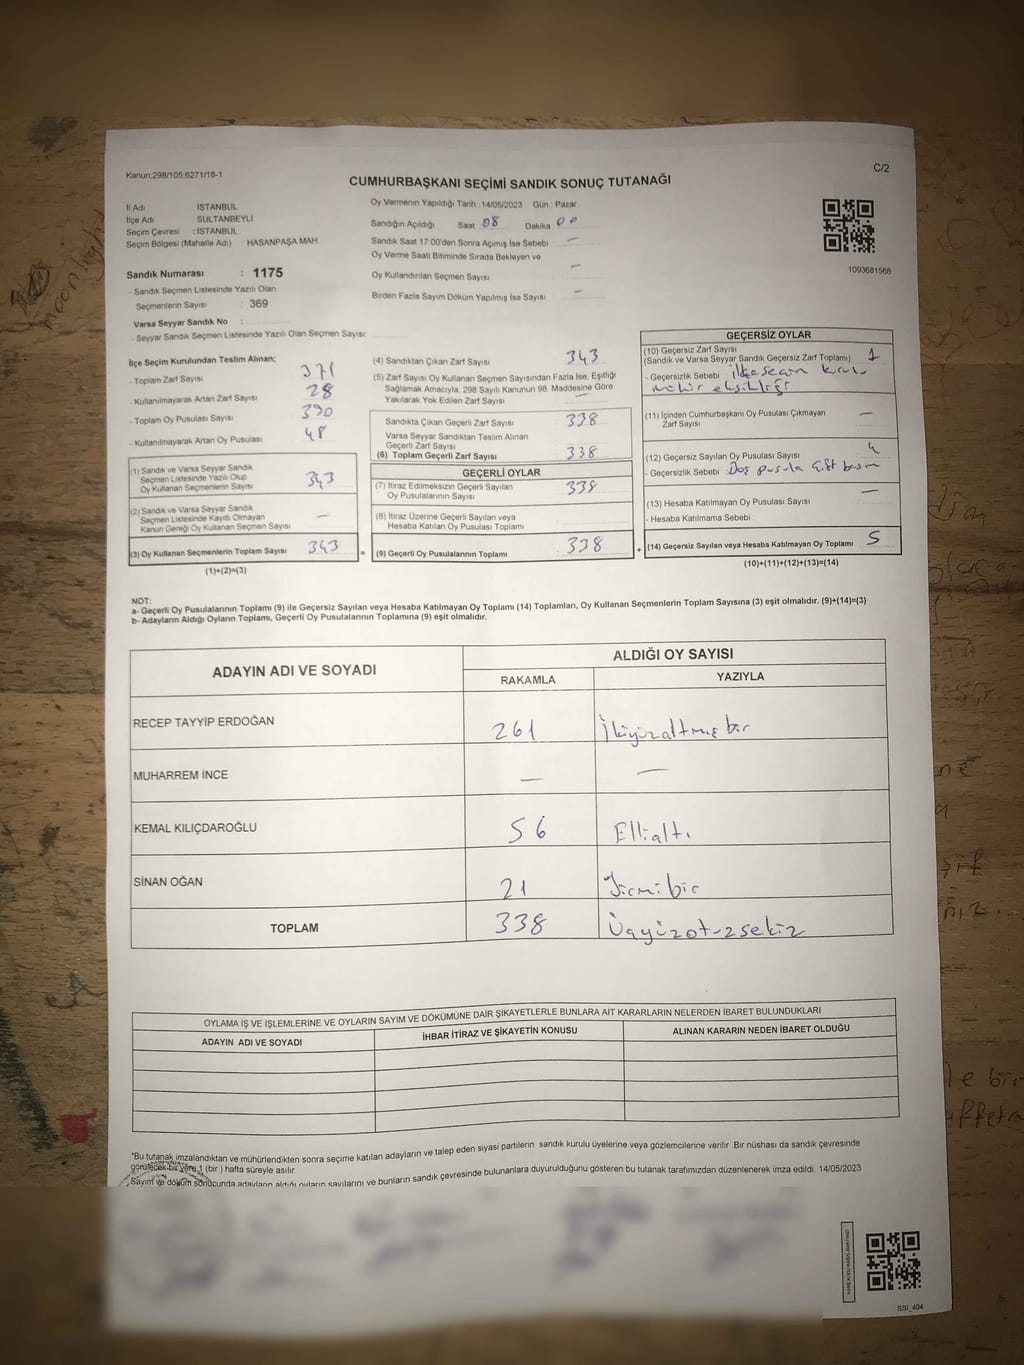 Kanun;298/105;6271/18-1
C/2
CUMHURBAŞKANI SEÇİMİ SANDIK SONUÇ TUTANAĞI
İl Adı İSTANBUL
İlçe Adı : SULTANBEYLİ
Seçim Çevresi : İSTANBUL
Seçim Bölgesi (Mahalle Adı) HASANPAŞA MAH.
Sandık Numarası : 1175
- Sandık Seçmen Listesinde Yazılı Olan
Seçmenlerin Sayısı : 369
Varsa Seyyar Sandık No :
- Seyyar Sandık Seçmen Listesinde Yazılı Olan Seçmen Sayısı:
Oy Vermenin Yapıldığı Tarih : 14/05/2023 Gün : Pazar
Sandığın Açıldığı Saat 08 Dakika 00
Sandık Saat 17:00'den Sonra Açılmış İse Sebebi —
Oy Verme Saati Bitiminde Sırada Bekleyen ve
Oy Kullandırılan Seçmen Sayısı —
Birden Fazla Sayım Döküm Yapılmış İse Sayısı —
1093681568
İlçe Seçim Kurulundan Teslim Alınan;
- Toplam Zarf Sayısı 371
- Kullanılmayarak Artan Zarf Sayısı 28
- Toplam Oy Pusulası Sayısı 390
- Kullanılmayarak Artan Oy Pusulası 48
(1) Sandık ve Varsa Seyyar Sandık
Seçmen Listesinde Yazılı Olup
Oy Kullanan Seçmenlerin Sayısı 343
(2) Sandık ve Varsa Seyyar Sandık
Seçmen Listesinde Kayıtlı Olmayan
Kanun Gereği Oy Kullanan Seçmen Sayısı —
(3) Oy Kullanan Seçmenlerin Toplam Sayısı 343
(1)+(2)=(3)
(4) Sandıktan Çıkan Zarf Sayısı 343
(5) Zarf Sayısı Oy Kullanan Seçmen Sayısından Fazla İse, Eşitliği
Sağlamak Amacıyla, 298 Sayılı Kanunun 98. Maddesine Göre
Yakılarak Yok Edilen Zarf Sayısı —
Sandıkta Çıkan Geçerli Zarf Sayısı 338
Varsa Seyyar Sandıktan Teslim Alınan
Geçerli Zarf Sayısı
(6) Toplam Geçerli Zarf Sayısı 338
GEÇERLİ OYLAR
(7) İtiraz Edilmeksizin Geçerli Sayılan
Oy Pusulalarının Sayısı 338
(8) İtiraz Üzerine Geçerli Sayılan veya
Hesaba Katılan Oy Pusulası Toplamı
= (9) Geçerli Oy Pusulalarının Toplamı 338
GEÇERSİZ OYLAR
(10) Geçersiz Zarf Sayısı
(Sandık ve Varsa Seyyar Sandık Geçersiz Zarf Toplamı) 1
- Geçersizlik Sebebi İlçe seçim kurul
mühür eksikliği
(11) İçinden Cumhurbaşkanı Oy Pusulası Çıkmayan
Zarf Sayısı —
(12) Geçersiz Sayılan Oy Pusulası Sayısı 4
- Geçersizlik Sebebi Boş pusula Çift basım
(13) Hesaba Katılmayan Oy Pusulası Sayısı —
- Hesaba Katılmama Sebebi
+ (14) Geçersiz Sayılan veya Hesaba Katılmayan Oy Toplamı 5
(10)+(11)+(12)+(13)=(14)
NOT:
a- Geçerli Oy Pusulalarının Toplamı (9) ile Geçersiz Sayılan veya Hesaba Katılmayan Oy Toplamı (14) Toplamları, Oy Kullanan Seçmenlerin Toplam Sayısına (3) eşit olmalıdır. (9)+(14)=(3)
b- Adayların Aldığı Oyların Toplamı, Geçerli Oy Pusulalarının Toplamına (9) eşit olmalıdır.
ADAYIN ADI VE SOYADI
ALDIĞI OY SAYISI
RAKAMLA YAZIYLA
RECEP TAYYİP ERDOĞAN 261 İkiyüzaltmış bir
MUHARREM İNCE — —
KEMAL KILIÇDAROĞLU 56 Ellialtı
SİNAN OĞAN 21 Yirmi bir
TOPLAM 338 Üçyüzotuzsekiz
OYLAMA İŞ VE İŞLEMLERİNE VE OYLARIN SAYIM VE DÖKÜMÜNE DAİR ŞİKAYETLERLE BUNLARA AİT KARARLARIN NELERDEN İBARET BULUNDUKLARI
ADAYIN ADI VE SOYADI İHBAR İTİRAZ VE ŞİKAYETİN KONUSU ALINAN KARARIN NEDEN İBARET OLDUĞU
*Bu tutanak imzalandıktan ve mühürlendikten sonra seçime katılan adayların ve talep eden siyasi partilerin sandık kurulu üyelerine veya gözlemcilerine verilir. Bir nüshası da sandık çevresinde
görülecek bir yere 1 (bir ) hafta süreyle asılır.
Sayım ve döküm sonucunda adayların aldığı oyların sayılarını ve bunların sandık çevresinde bulunanlara duyurulduğunu gösteren bu tutanak tarafımızdan düzenlenerek imza edildi. 14/05/2023
SSI_404
moonlight